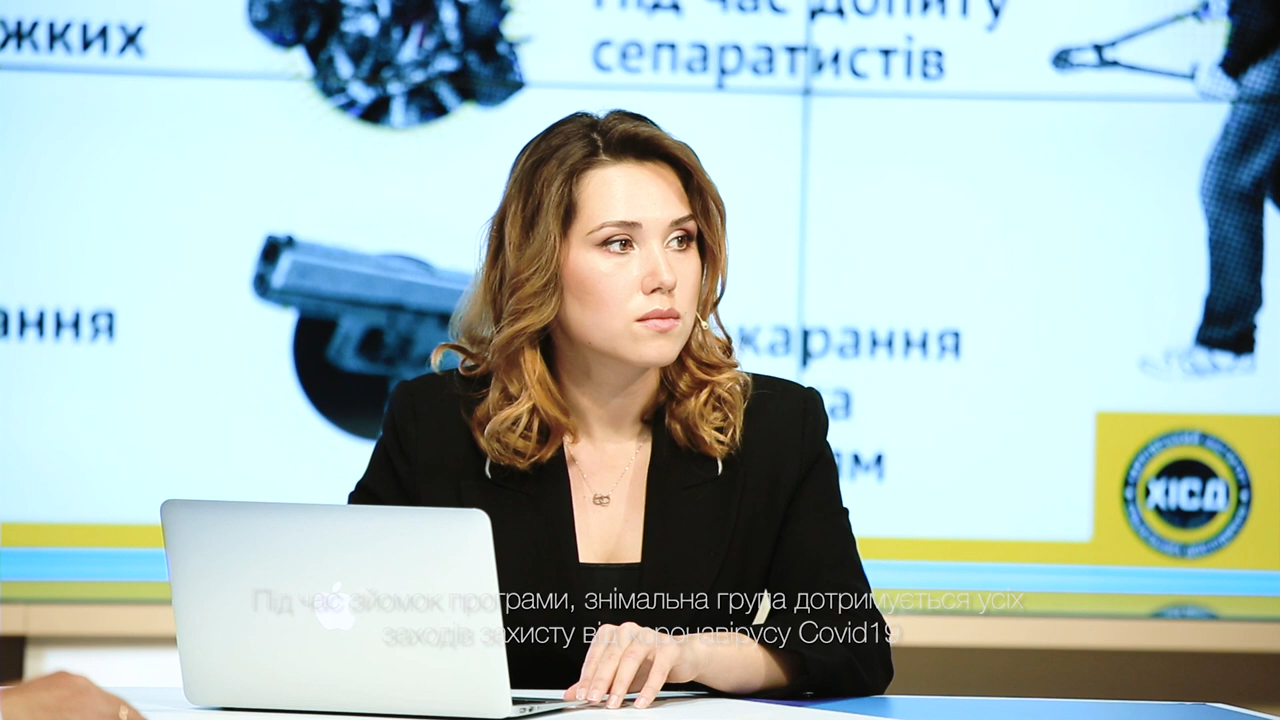 жких
Під час допиту
сепаратистів
ання
карання
а
им
ХІСД
Під час зйомок програми, знімальна група дотримується усіх
заходів захисту від коронавірусу Covid19